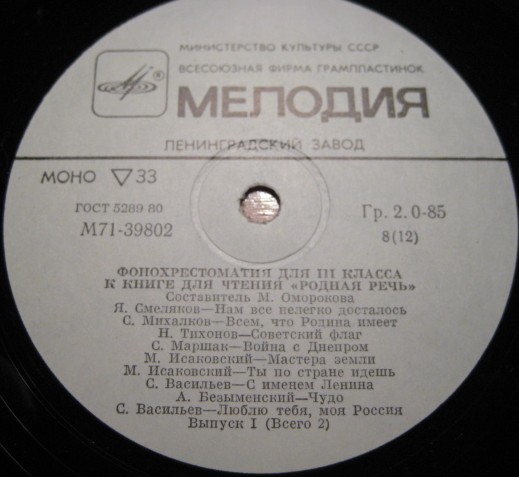 МИНИСТЕРСТВО КУЛЬТУРЫ СССР
ВСЕСОЮЗНАЯ ФИРМА ГРАМПЛАСТИНОК
®
МЕЛОДИЯ
ЛЕНИНГРАДСКИЙ ЗАВОД
МОНО ▽ 33
ГОСТ 5289 80
М71-39802
Гр. 2. 0-85
8(12)
ФОНОХРЕСТОМАТИЯ ДЛЯ III КЛАССА
К КНИГЕ ДЛЯ ЧТЕНИЯ «РОДНАЯ РЕЧЬ»
Составитель М. Оморокова
Я. Смеляков—Нам все нелегко досталось
С. Михалков—Всем, что Родина имеет
Н. Тихонов—Советский флаг
С. Маршак—Война с Днепром
М. Исаковский—Мастера земли
М. Исаковский—Ты по стране идешь
С. Васильев—С именем Ленина
А. Безыменский—Чудо
С. Васильев—Люблю тебя, моя Россия
Выпуск I (Всего 2)